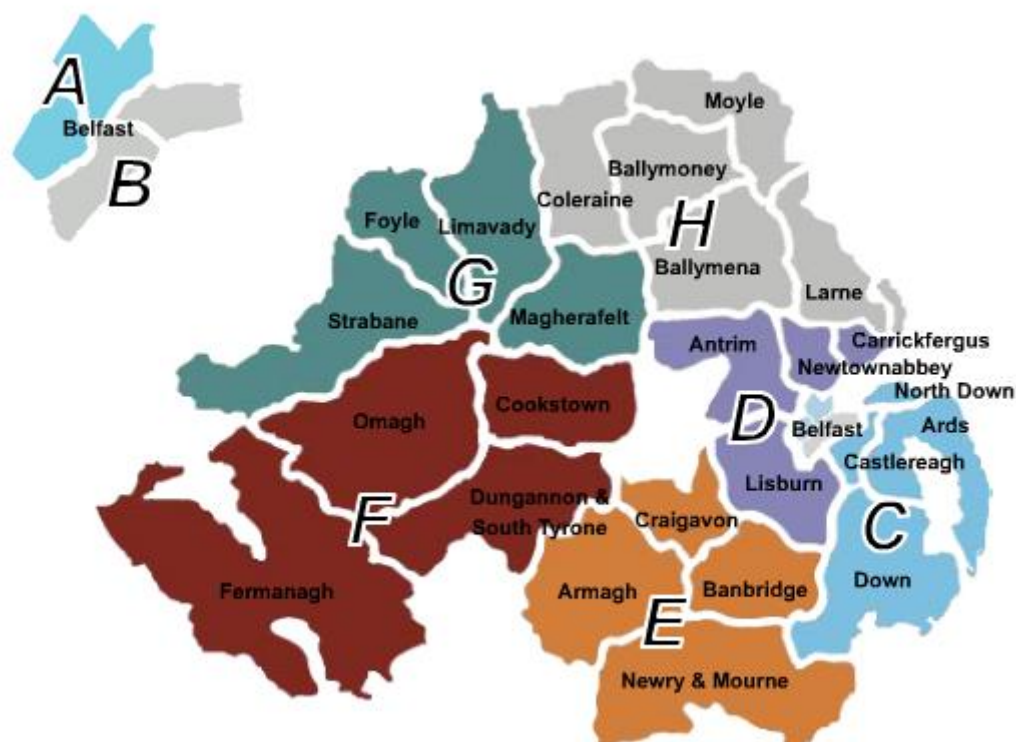 A
Belfast
B
Moyle
Ballymoney
Coleraine
H
Foyle
Limavady
Ballymena
G
Larne
Strabane
Magherafelt
Antrim
Carrickfergus
Newtownabbey
North Down
Omagh
Cookstown
D
Belfast
Ards
Castlereagh
Lisburn
Dungannon &
South Tyrone
F
Craigavon
C
Fermanagh
Armagh
Banbridge
Down
E
Newry & Mourne